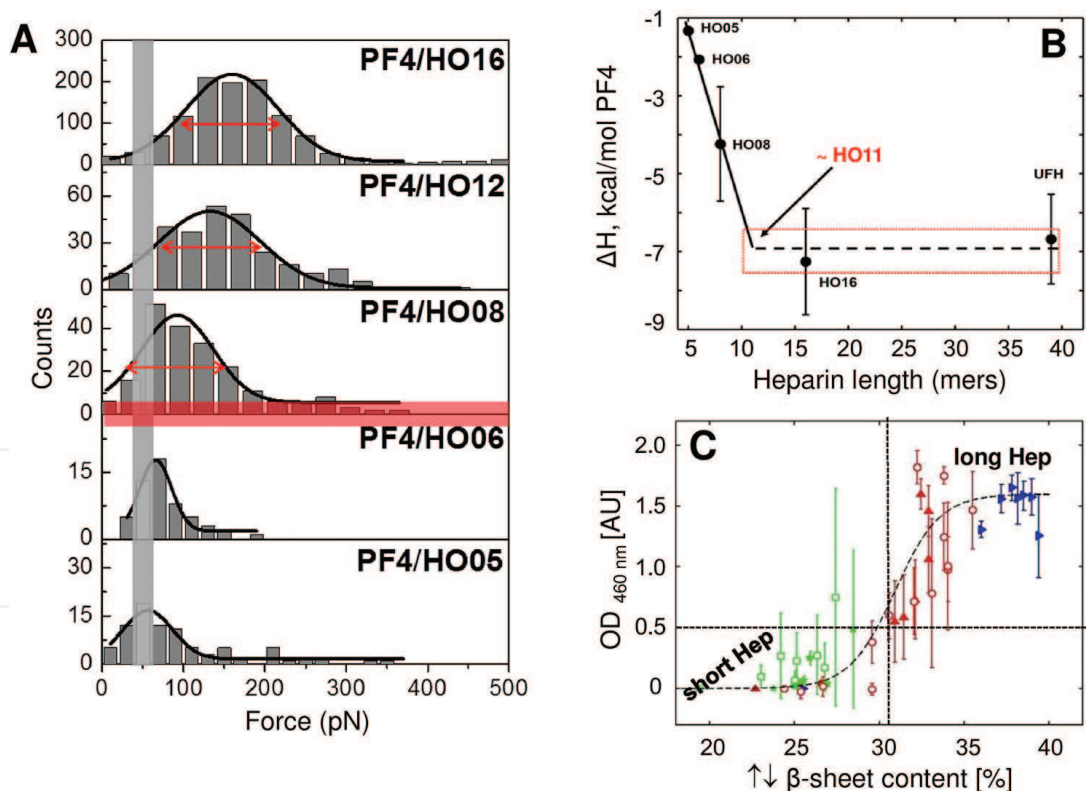 A
300
200
100
0
PF4/HO16
60
30
0
PF4/HO12
40
20
0
PF4/HO08
15
0
PF4/HO06
30
15
0
PF4/HO05
Counts
0 100 200 300 400 500
Force (pN)
B
-1
-3
-5
-7
-9
HO05
HO06
HO08
~ HO11
HO16
UFH
ΔH, kcal/mol PF4
5 10 15 20 25 30 35 40
Heparin length (mers)
C
2.0
1.5
1.0
0.5
0
long Hep
short Hep
OD 460 nm [AU]
20 25 30 35 40
↑↓ β-sheet content [%]